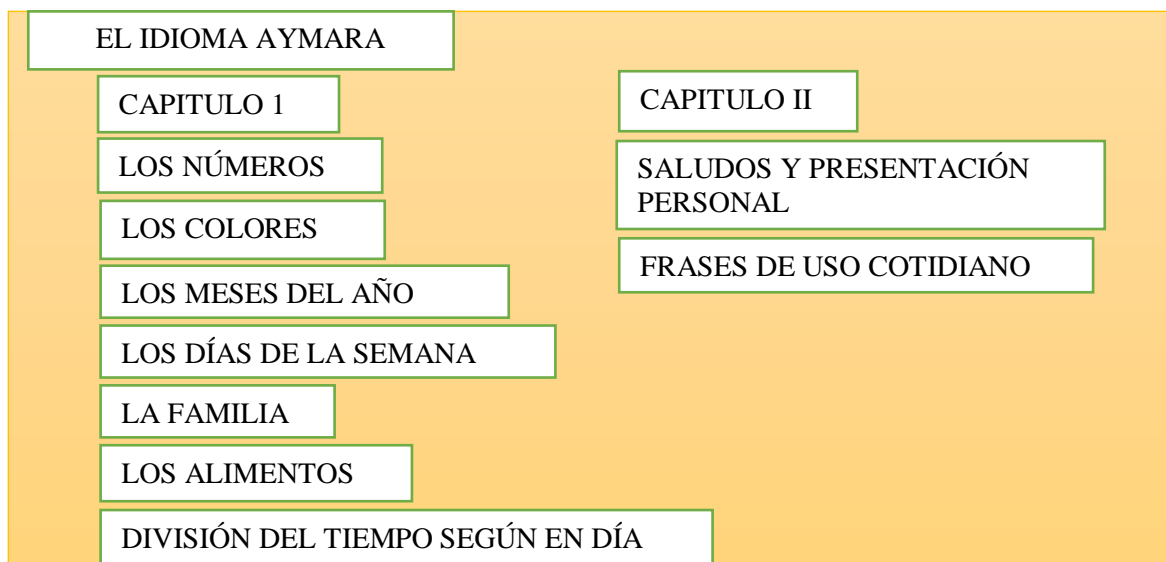 EL IDIOMA AYMARA
CAPITULO 1
LOS NÚMEROS
LOS COLORES
LOS MESES DEL AÑO
LOS DÍAS DE LA SEMANA
LA FAMILIA
LOS ALIMENTOS
DIVISIÓN DEL TIEMPO SEGÚN EN DÍA
CAPITULO II
SALUDOS Y PRESENTACIÓN
PERSONAL
FRASES DE USO COTIDIANO